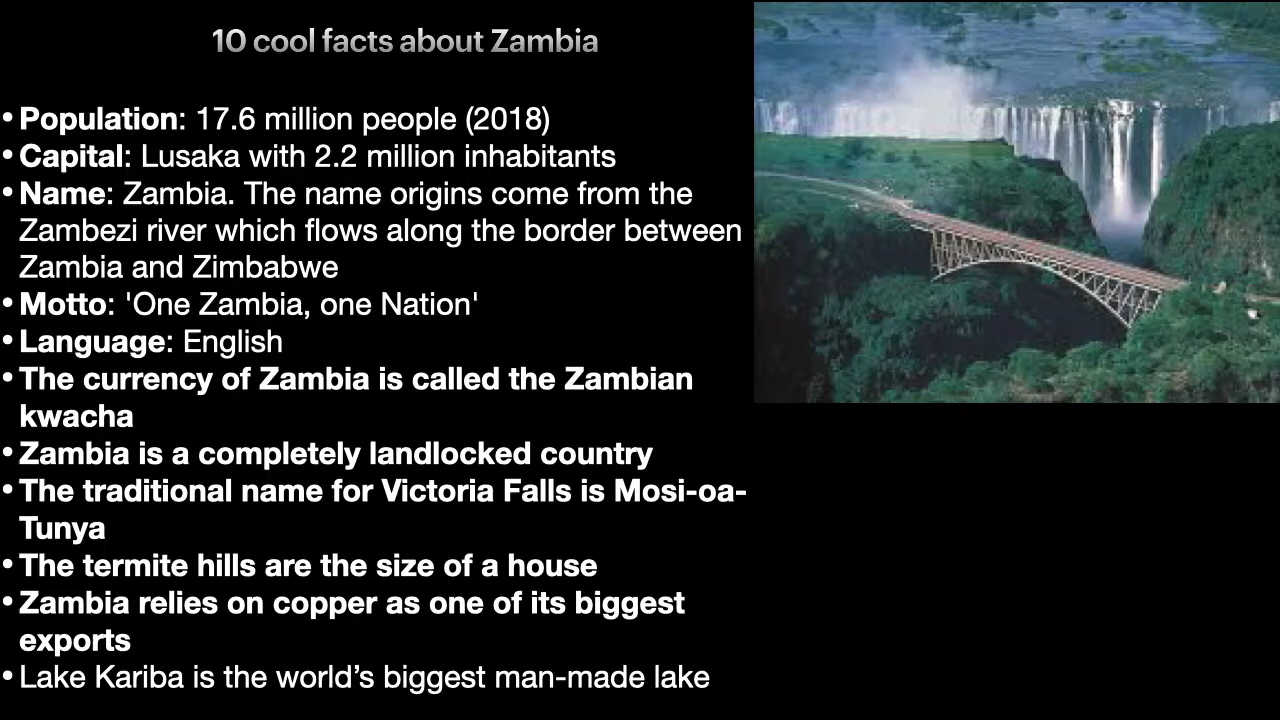 10 cool facts about Zambia
• Population: 17.6 million people (2018)
• Capital: Lusaka with 2.2 million inhabitants
• Name: Zambia. The name origins come from the
Zambezi river which flows along the border between
Zambia and Zimbabwe
• Motto: 'One Zambia, one Nation'
• Language: English
• The currency of Zambia is called the Zambian
kwacha
• Zambia is a completely landlocked country
• The traditional name for Victoria Falls is Mosi-oa-
Tunya
• The termite hills are the size of a house
• Zambia relies on copper as one of its biggest
exports
• Lake Kariba is the world’s biggest man-made lake